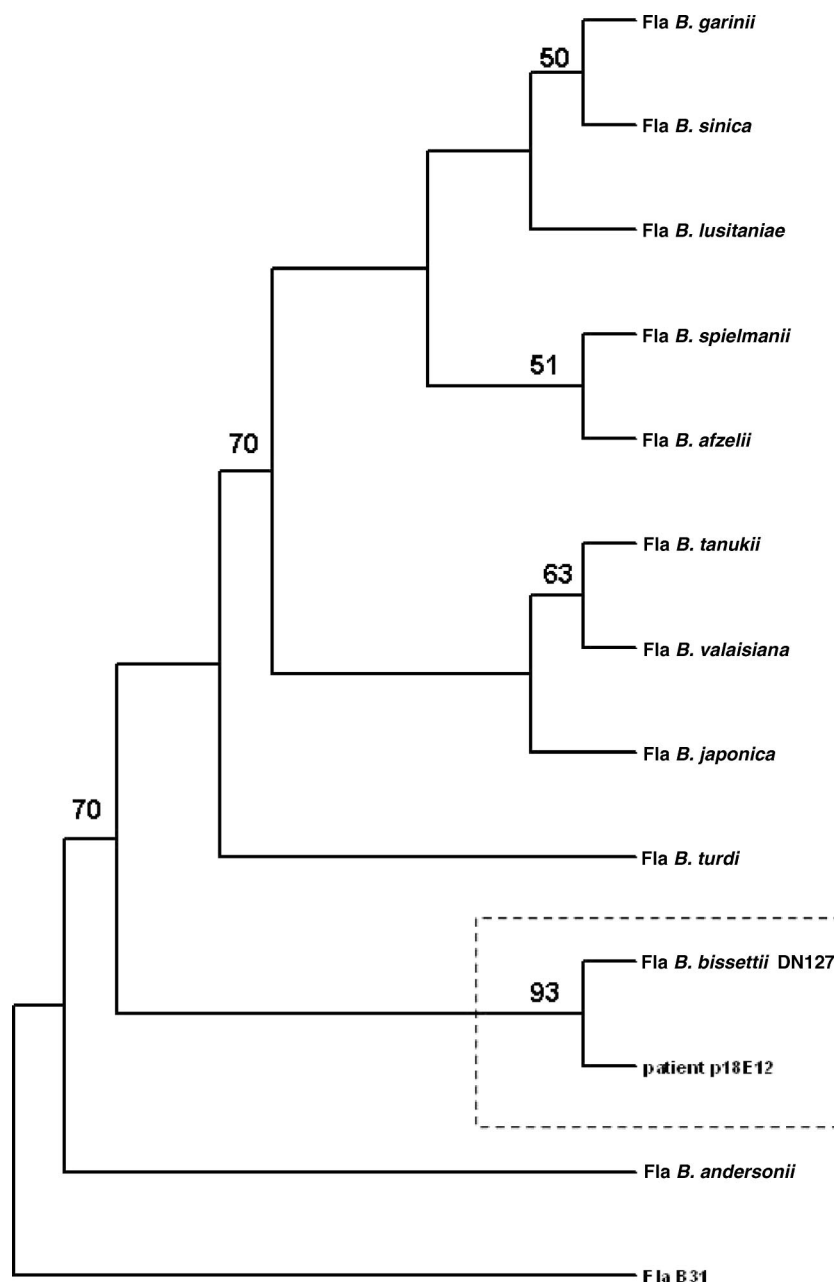 Fla B. garinii
50
Fla B. sinica
Fla B. lusitaniae
Fla B. spielmanii
51
Fla B. afzelii
70
Fla B. tanukii
63
Fla B. valaisiana
Fla B. japonica
70
Fla B. turdi
Fla B. bissettii DN127
93
patient p18E12
Fla B. andersonii
Fla B31